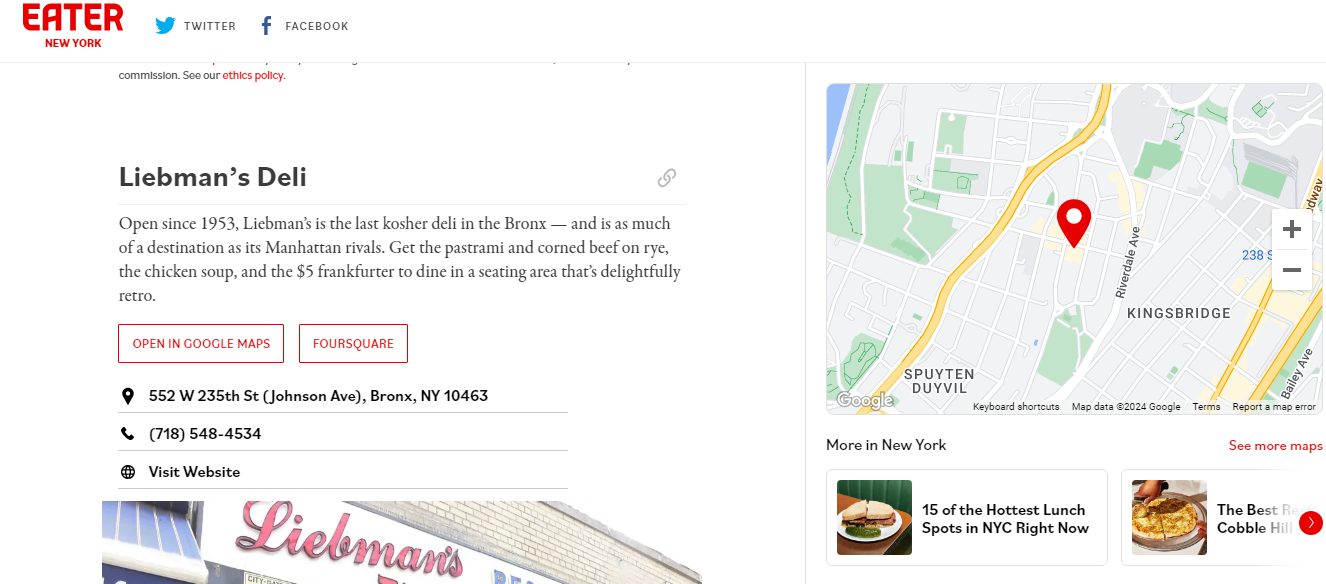 EATER
NEW YORK
TWITTER
FACEBOOK
commission. See our ethics policy.
Liebman’s Deli
Open since 1953, Liebman’s is the last kosher deli in the Bronx — and is as much
of a destination as its Manhattan rivals. Get the pastrami and corned beef on rye,
the chicken soup, and the $5 frankfurter to dine in a seating area that’s delightfully
retro.
OPEN IN GOOGLE MAPS
FOURSQUARE
552 W 235th St (Johnson Ave), Bronx, NY 10463
(718) 548-4534
Visit Website
Liebman's
Riverdale Ave
238 S
KINGSBRIDGE
SPUYTEN
DUYVIL
Bailey Ave
Google
Keyboard shortcuts
Map data ©2024 Google
Terms
Report a map error
More in New York
See more maps
15 of the Hottest Lunch
Spots in NYC Right Now
The Best Re
Cobble Hill